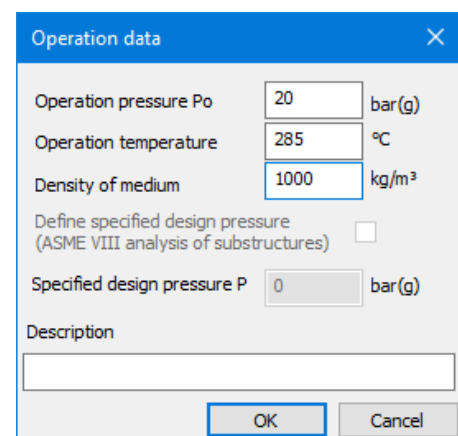 Operation data
Operation pressure Po 20 bar(g)
Operation temperature 285 °C
Density of medium 1000 kg/m³
Define specified design pressure
(ASME VIII analysis of substructures)
Specified design pressure P 0 bar(g)
Description
OK Cancel